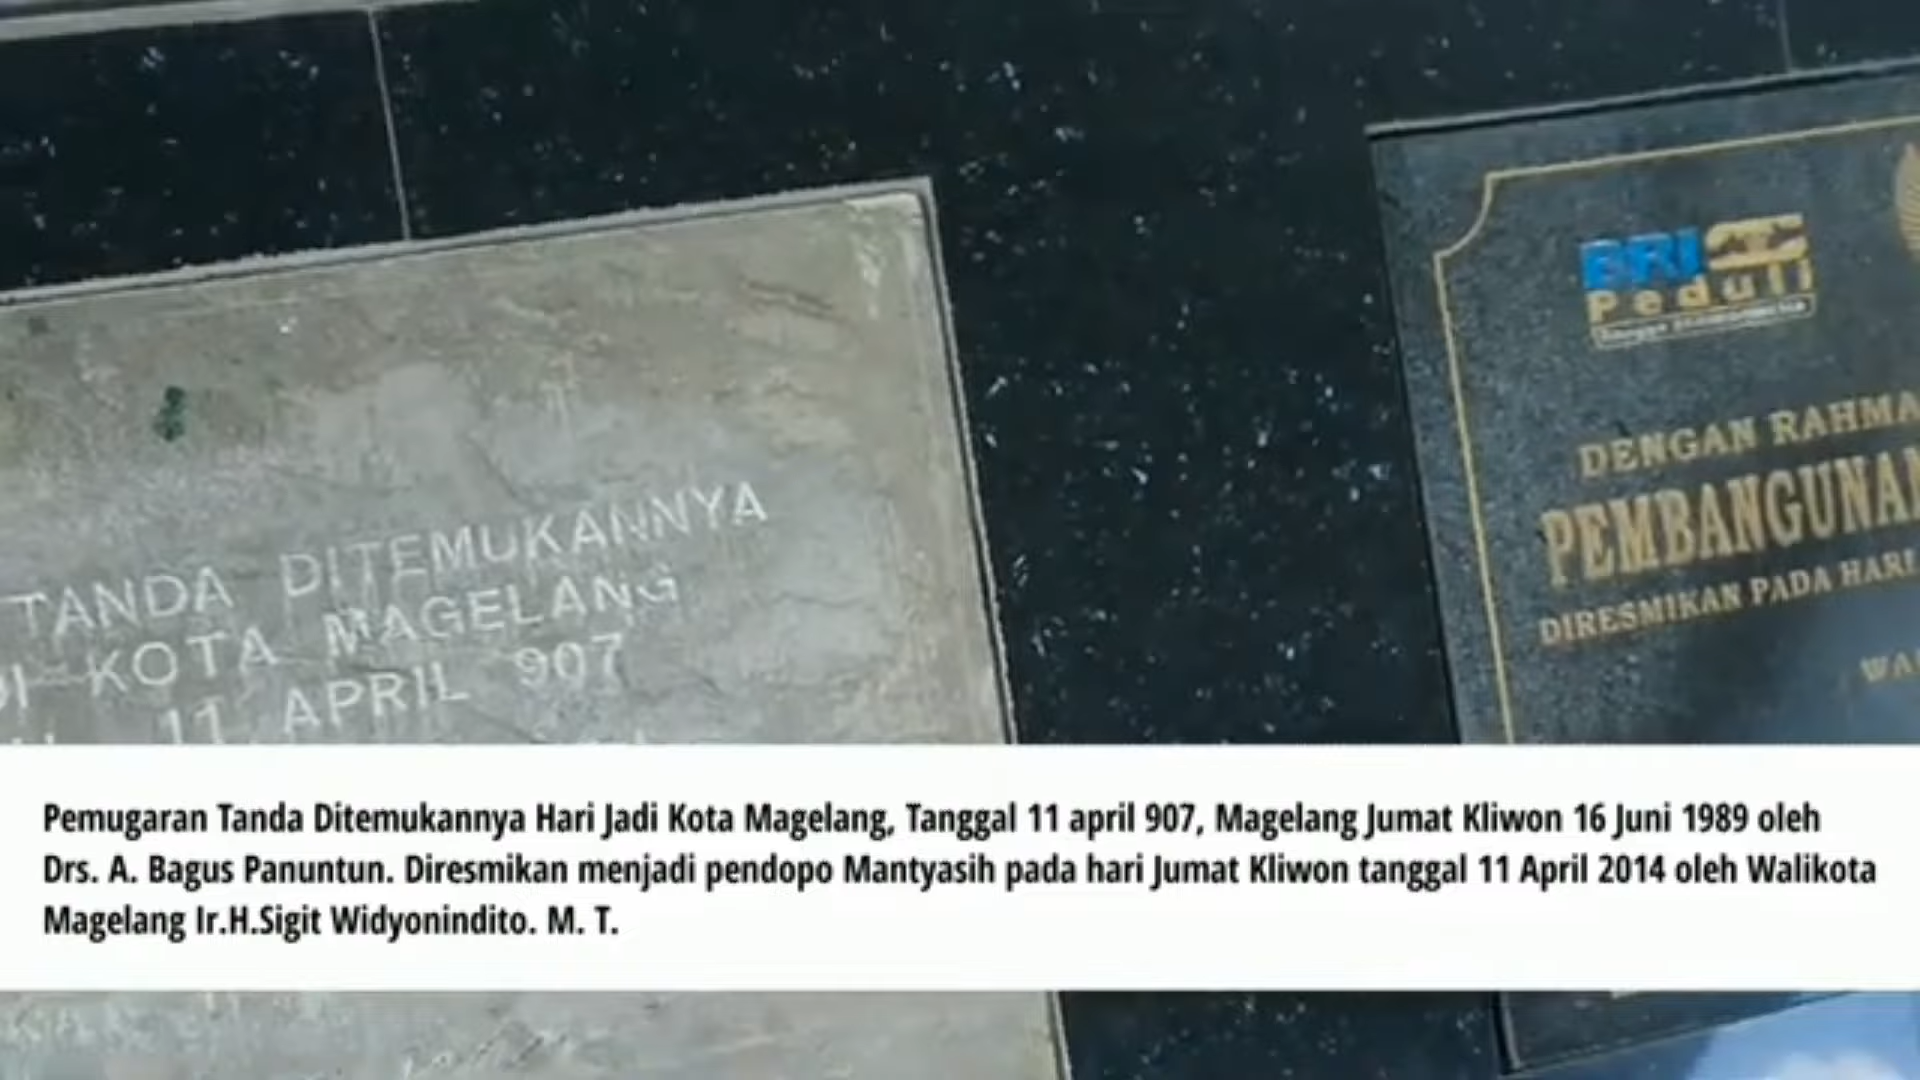 TANDA DITEMUKANNYA
KOTA MAGELANG
11 APRIL 907
BRI
Peduli
DENGAN RAHMA
PEMBANGUNAN
DIRESMIKAN PADA HARI
WAL
Pemugaran Tanda Ditemukannya Hari Jadi Kota Magelang, Tanggal 11 april 907, Magelang Jumat Kliwon 16 Juni 1989 oleh
Drs. A. Bagus Panuntun. Diresmikan menjadi pendopo Mantyasih pada hari Jumat Kliwon tanggal 11 April 2014 oleh Walikota
Magelang Ir.H.Sigit Widyonindito. M. T.